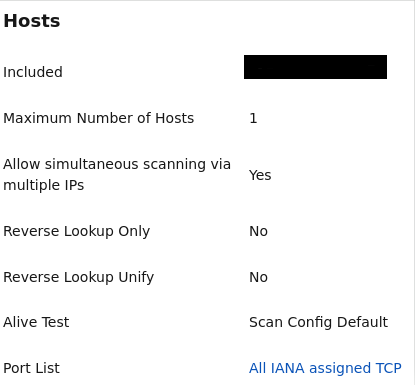 Hosts
Included
Maximum Number of Hosts 1
Allow simultaneous scanning via
multiple IPs Yes
Reverse Lookup Only No
Reverse Lookup Unify No
Alive Test Scan Config Default
Port List All IANA assigned TCP